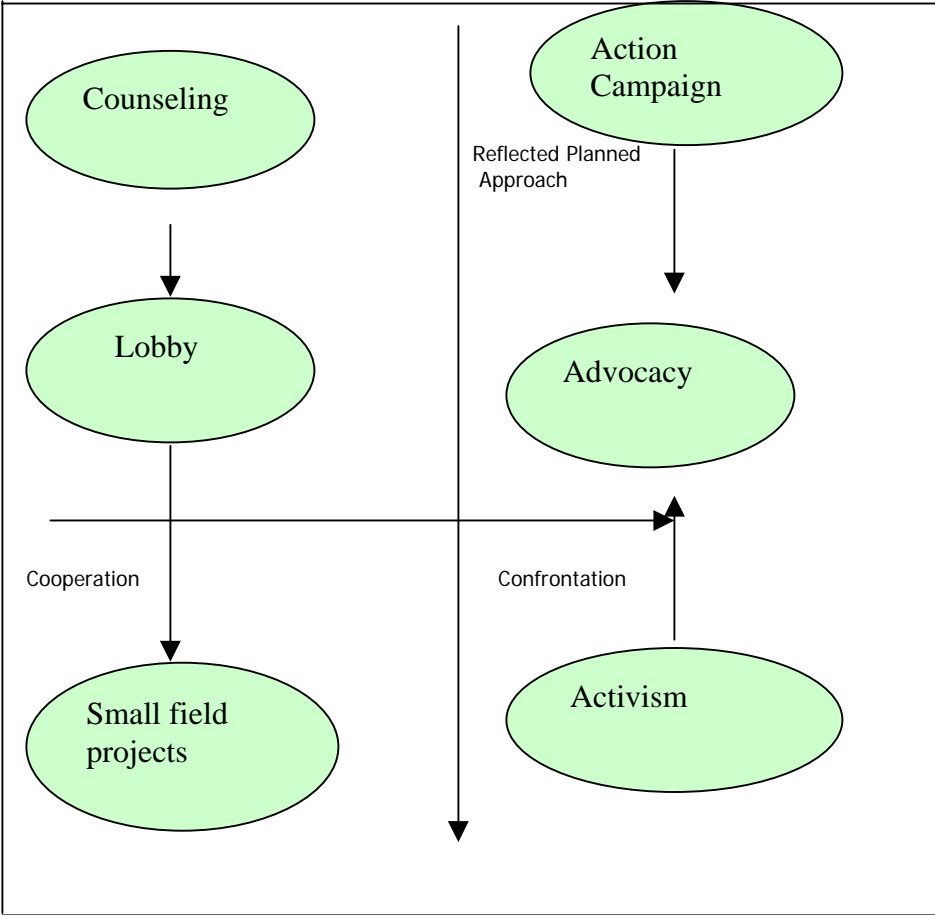 Counseling
Action
Campaign
Reflected Planned
Approach
Lobby
Advocacy
Cooperation
Confrontation
Small field
projects
Activism